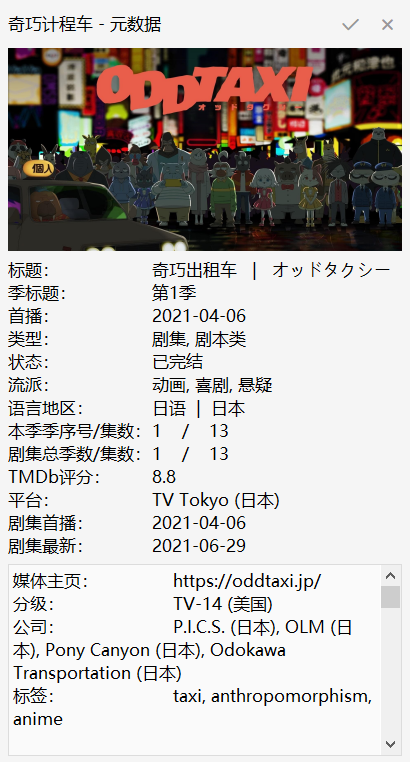 奇巧计程车 - 元数据
ODDTAXI
オッドタクシー
個人
标题： 奇巧出租车 | オッドタクシー
季标题： 第1季
首播： 2021-04-06
类型： 剧集, 剧本类
状态： 已完结
流派： 动画, 喜剧, 悬疑
语言地区： 日语 | 日本
本季季序号/集数： 1 / 13
剧集总季数/集数： 1 / 13
TMDb评分： 8.8
平台： TV Tokyo (日本)
剧集首播： 2021-04-06
剧集最新： 2021-06-29
媒体主页： https://oddtaxi.jp/
分级： TV-14 (美国)
公司： P.I.C.S. (日本), OLM (日
本), Pony Canyon (日本), Odokawa
Transportation (日本)
标签： taxi, anthropomorphism,
anime